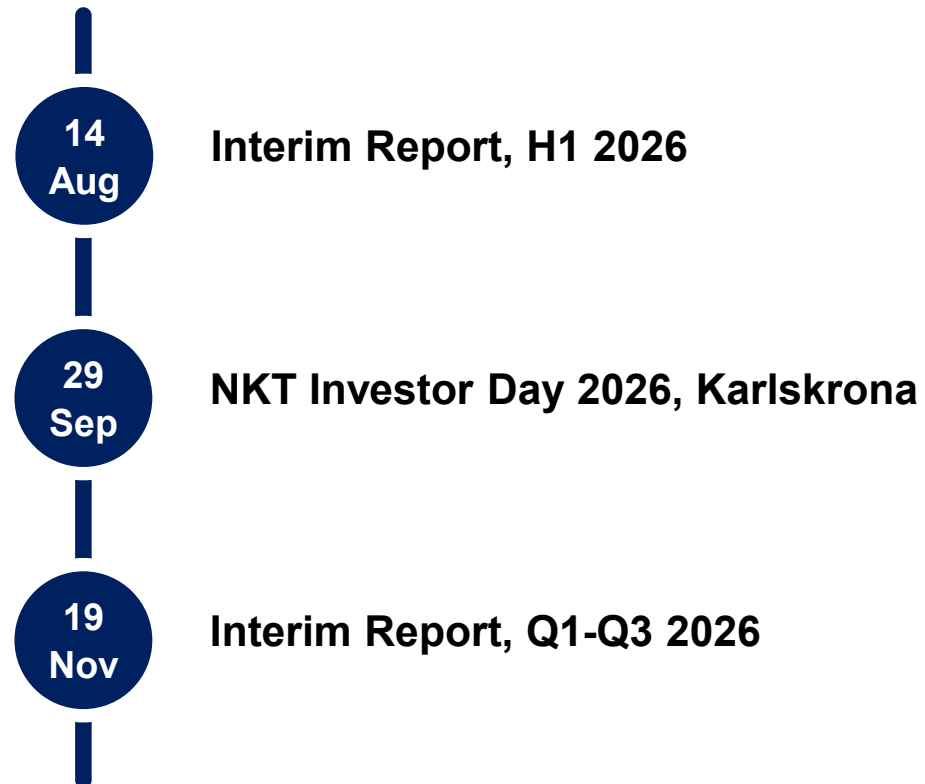 14
Aug
Interim Report, H1 2026
29
Sep
NKT Investor Day 2026, Karlskrona
19
Nov
Interim Report, Q1-Q3 2026